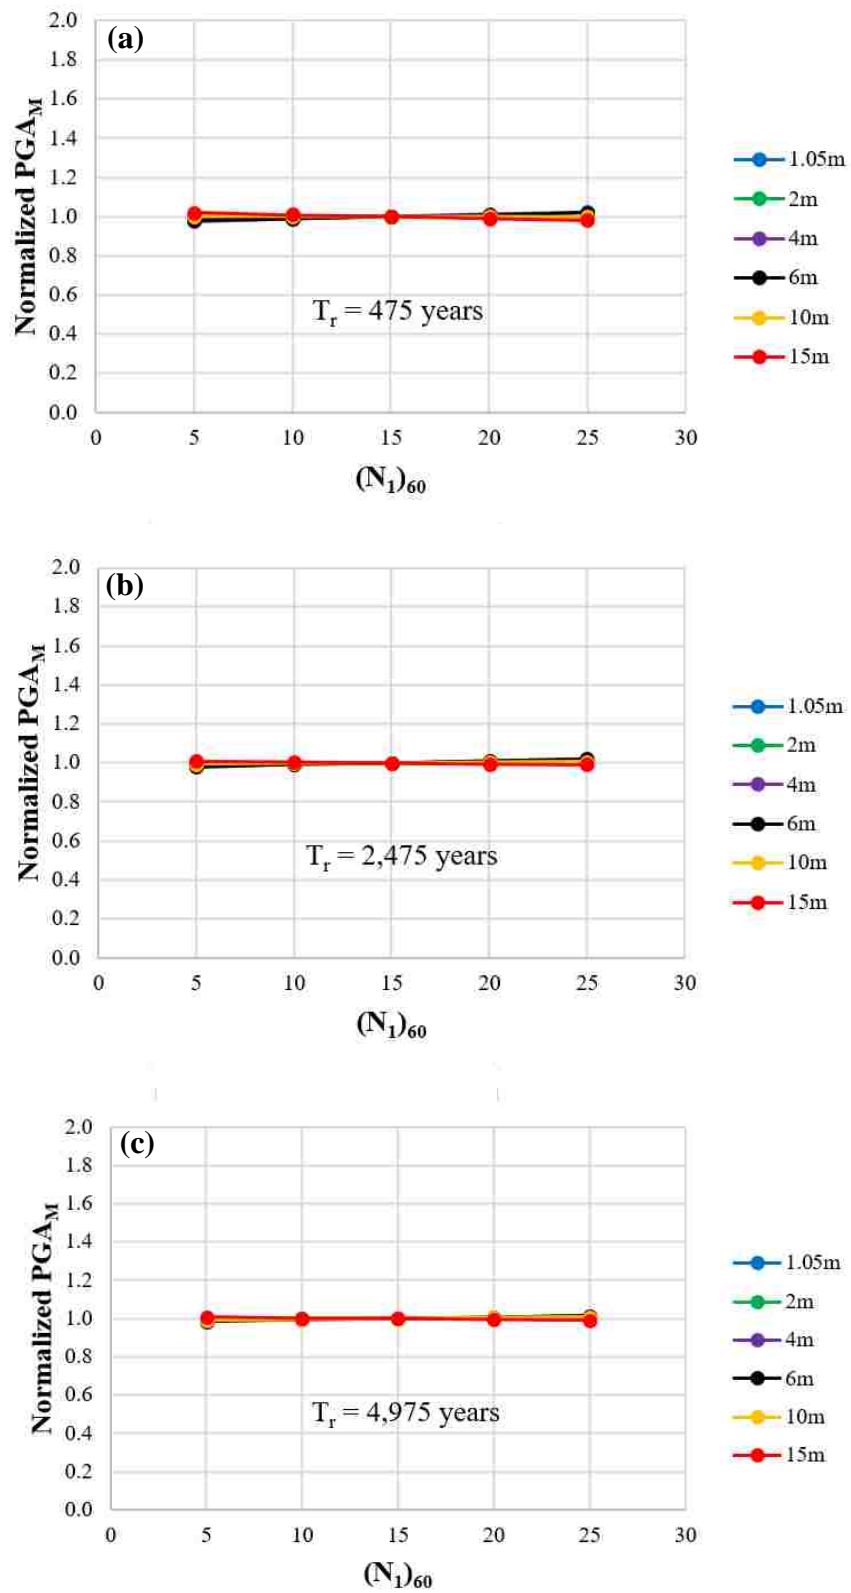 (a)
2.0
1.8
1.6
1.4
1.2
1.0
0.8
0.6
0.4
0.2
0.0
Normalized PGA_M
T_r = 475 years
0 5 10 15 20 25 30
(N₁)₆₀
1.05m
2m
4m
6m
10m
15m
(b)
2.0
1.8
1.6
1.4
1.2
1.0
0.8
0.6
0.4
0.2
0.0
Normalized PGA_M
T_r = 2,475 years
0 5 10 15 20 25 30
(N₁)₆₀
1.05m
2m
4m
6m
10m
15m
(c)
2.0
1.8
1.6
1.4
1.2
1.0
0.8
0.6
0.4
0.2
0.0
Normalized PGA_M
T_r = 4,975 years
0 5 10 15 20 25 30
(N₁)₆₀
1.05m
2m
4m
6m
10m
15m